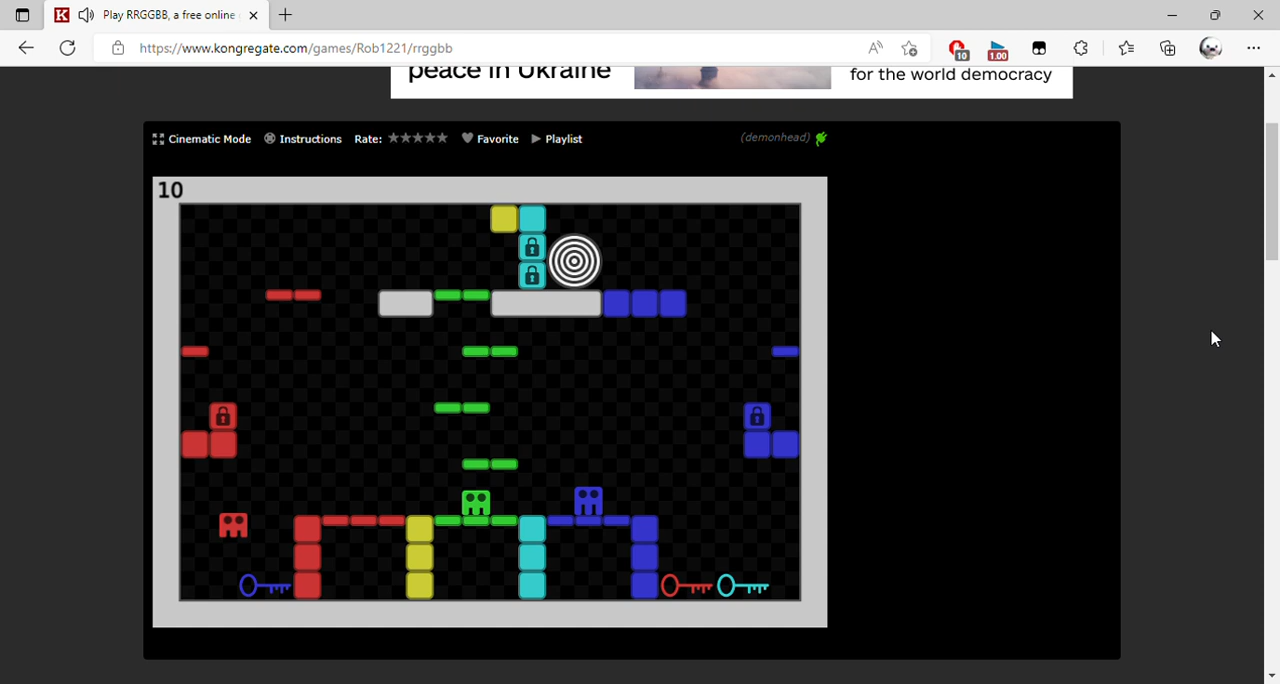 Play RRGGBB, a free online
https://www.kongregate.com/games/Rob1221/rrggbb
10
1.00
peace in Ukraine
for the world democracy
Cinematic Mode
Instructions
Rate:
Favorite
Playlist
(demonhead)
10